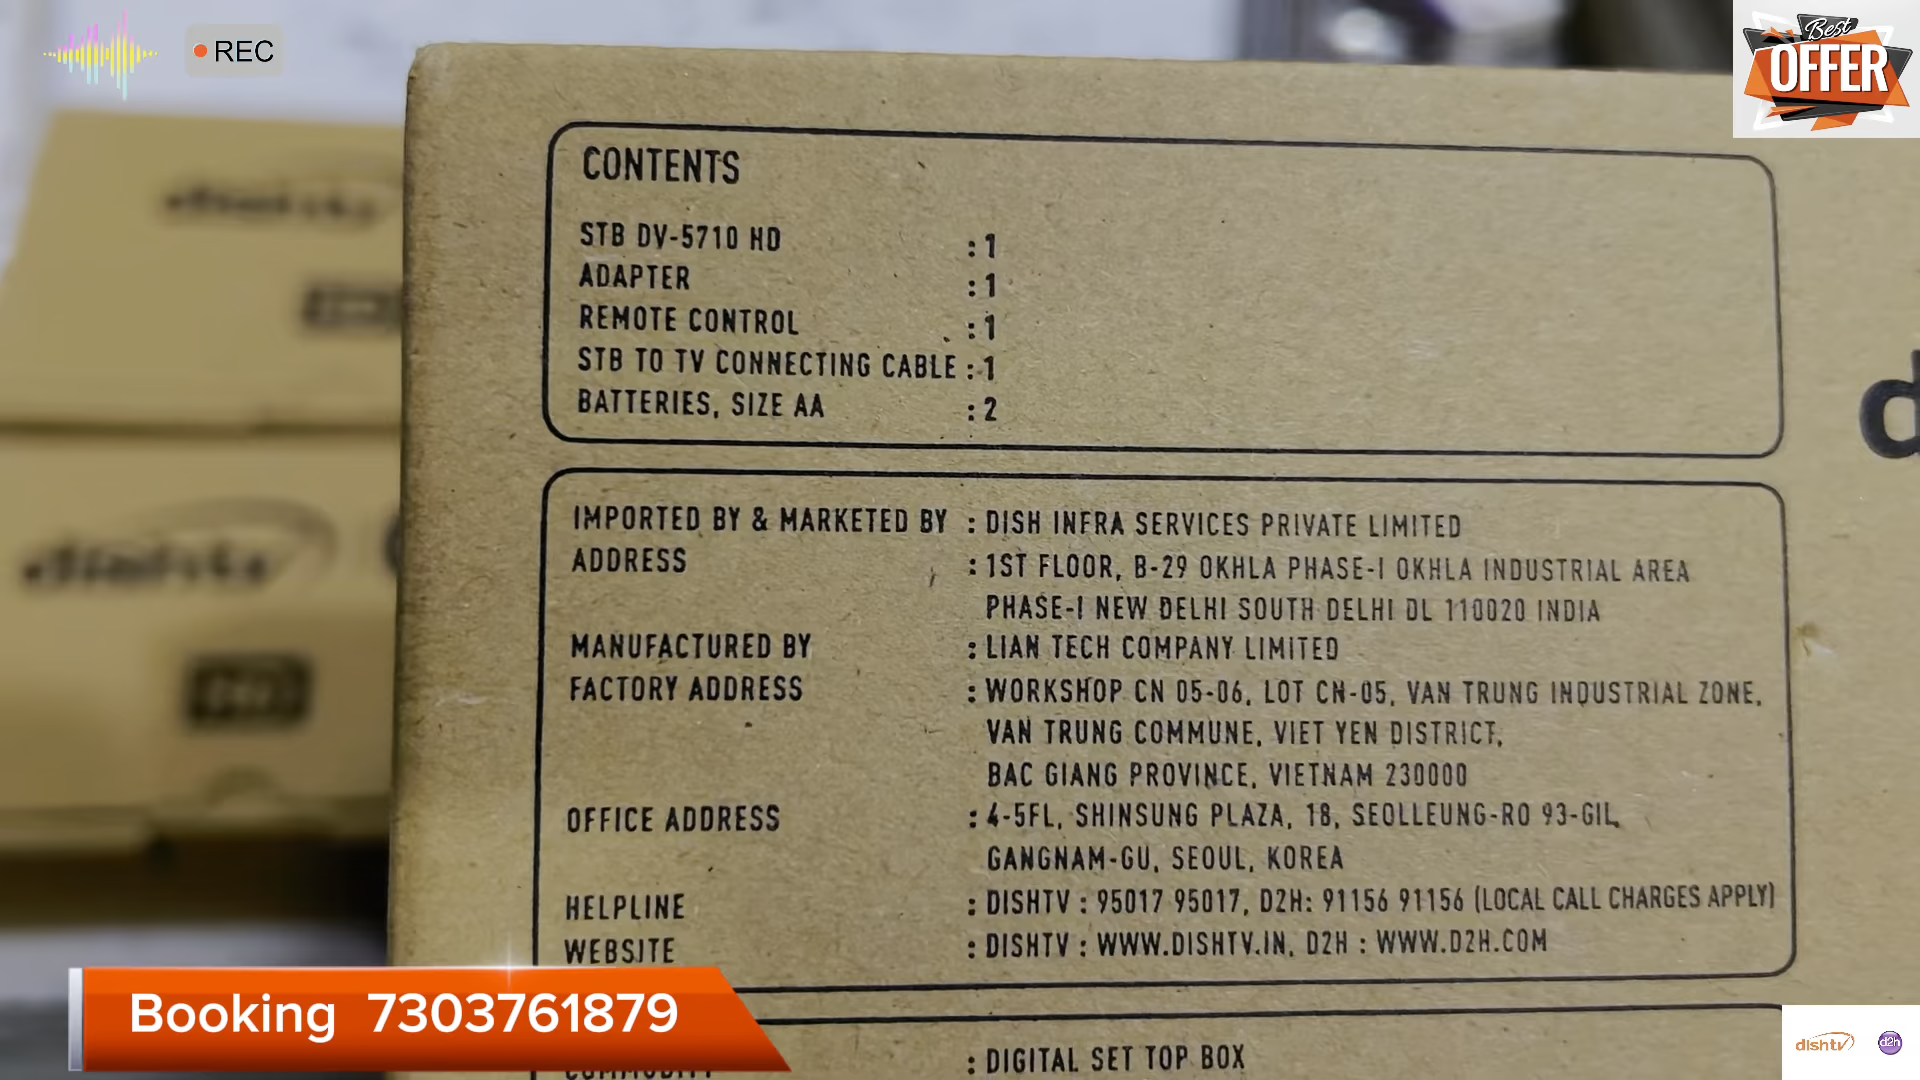 REC
Best
OFFER
CONTENTS
STB DV-5710 HD : 1
ADAPTER : 1
REMOTE CONTROL : 1
STB TO TV CONNECTING CABLE : 1
BATTERIES, SIZE AA : 2
dishtv
IMPORTED BY & MARKETED BY : DISH INFRA SERVICES PRIVATE LIMITED
ADDRESS : 1ST FLOOR, B-29 OKHLA PHASE-I OKHLA INDUSTRIAL AREA
PHASE-I NEW DELHI SOUTH DELHI DL 110020 INDIA
MANUFACTURED BY : LIAN TECH COMPANY LIMITED
FACTORY ADDRESS : WORKSHOP CN 05-06, LOT CN-05, VAN TRUNG INDUSTRIAL ZONE,
VAN TRUNG COMMUNE, VIET YEN DISTRICT,
BAC GIANG PROVINCE, VIETNAM 230000
OFFICE ADDRESS : 4-5FL, SHINSUNG PLAZA, 18, SEOLLEUNG-RO 93-GIL,
GANGNAM-GU, SEOUL, KOREA
HELPLINE : DISHTV : 95017 95017, D2H: 91156 91156 (LOCAL CALL CHARGES APPLY)
WEBSITE : DISHTV : WWW.DISHTV.IN, D2H : WWW.D2H.COM
Booking 7303761879
: DIGITAL SET TOP BOX
dishtv d2h